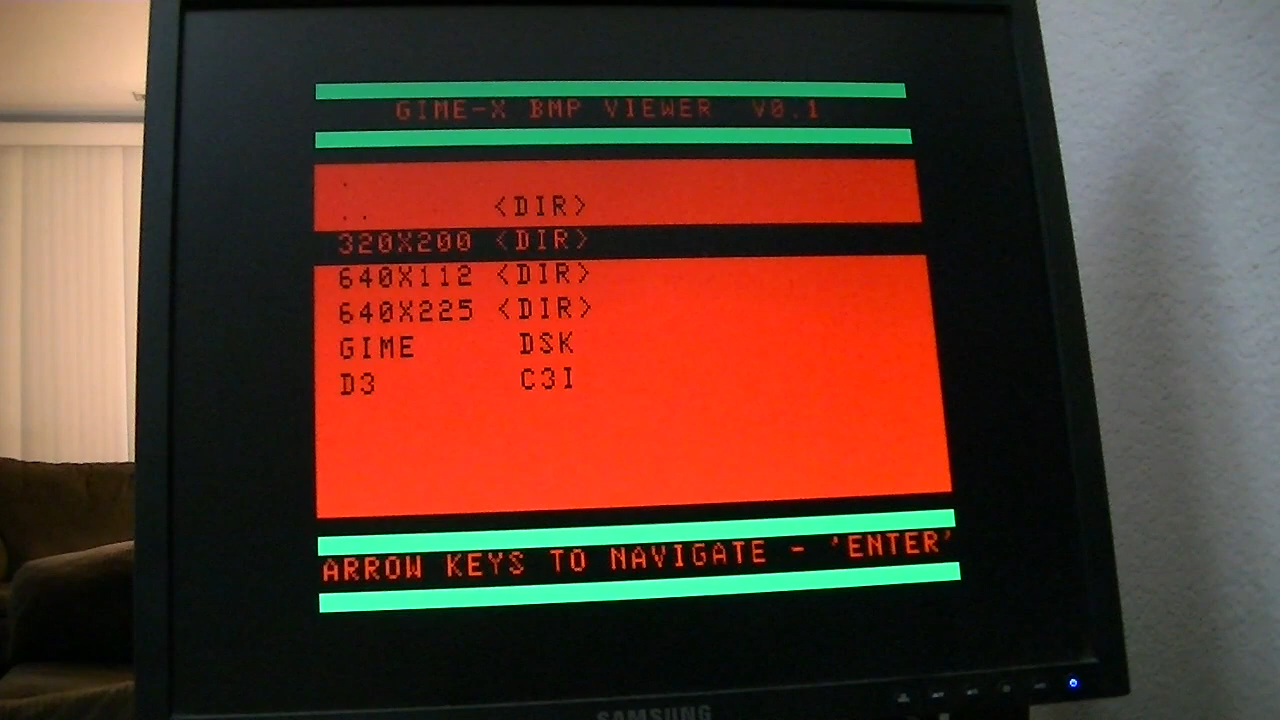 GIME-X BMP VIEWER V0.1
.
.. <DIR>
320X200 <DIR>
640X112 <DIR>
640X225 <DIR>
GIME DSK
D3 C3I
ARROW KEYS TO NAVIGATE - 'ENTER'
SAMSUNG